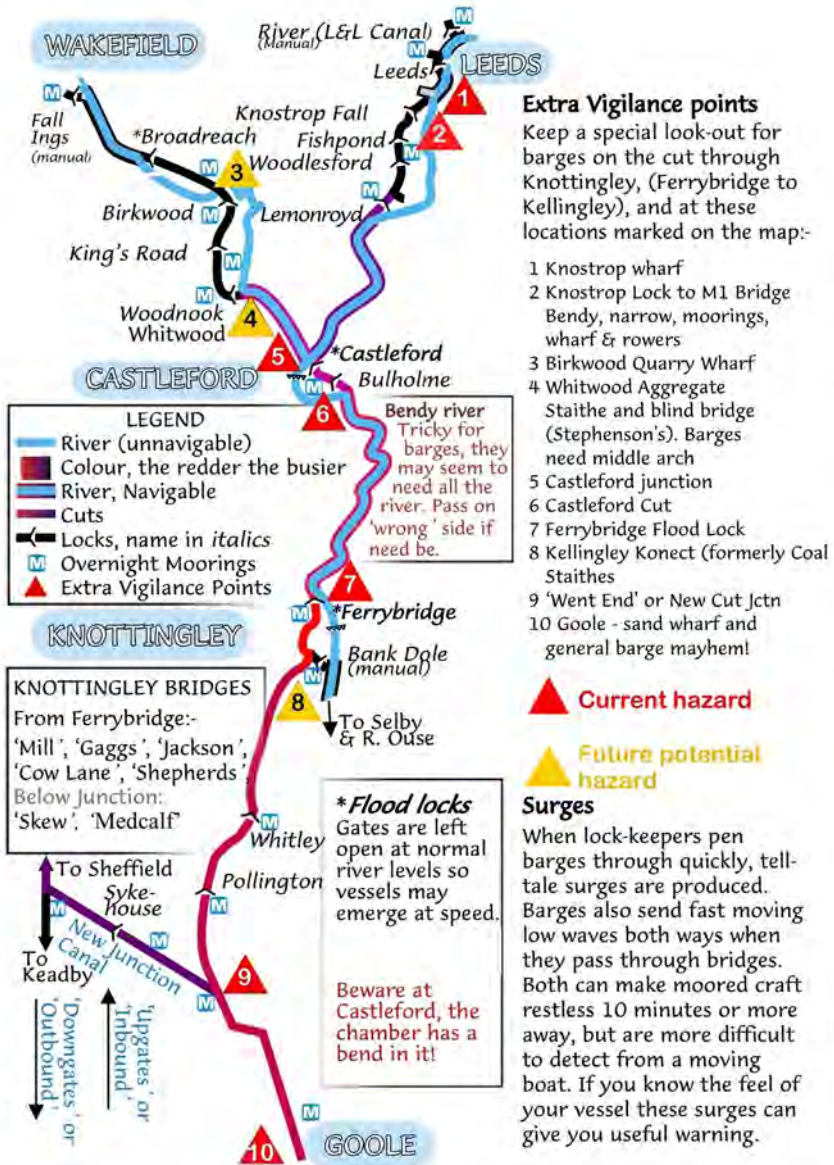 WAKEFIELD
River (L&L Canal)
(Manual)
Leeds
LEEDS
M
M
M
Fall
Ings
(manual)
*Broadreach
M
Knostrop Fall
Fishpond
Woodlesford
M
1
2
3
Birkwood
M
Lemonroyd
M
King's Road
M
M
Woodnook
Whitwood
4
5
*Castleford
CASTLEFORD
M
Bulholme
6
LEGEND
River (unnavigable)
Colour, the redder the busier
River, Navigable
Cuts
Locks, name in italics
M Overnight Moorings
Extra Vigilance Points
Bendy river
Tricky for
barges, they
may seem to
need all the
river. Pass on
'wrong' side if
need be.
7
M
*Ferrybridge
KNOTTINGLEY
Bank Dole
(manual)
M
8
To Selby
& R. Ouse
KNOTTINGLEY BRIDGES
From Ferrybridge:-
'Mill', 'Gaggs', 'Jackson',
'Cow Lane', 'Shepherds',
Below Junction:
'Skew', 'Medcalf'
*Flood locks
Gates are left
open at normal
river levels so
vessels may
emerge at speed.
Beware at
Castleford, the
chamber has a
bend in it!
M
Whitley
Pollington
M
To Sheffield
Syke-
house
M
M
New Junction
Canal
To
Keadby
9
M
'Downgates' or
'Outbound'
'Upgates' or
'Inbound'
M
10
GOOLE
Extra Vigilance points
Keep a special look-out for
barges on the cut through
Knottingley, (Ferrybridge to
Kellingley), and at these
locations marked on the map:-
1 Knostrop wharf
2 Knostrop Lock to M1 Bridge
Bendy, narrow, moorings,
wharf & rowers
3 Birkwood Quarry Wharf
4 Whitwood Aggregate
Staithe and blind bridge
(Stephenson's). Barges
need middle arch
5 Castleford junction
6 Castleford Cut
7 Ferrybridge Flood Lock
8 Kellingley Konect (formerly Coal
Staithes
9 'Went End' or New Cut Jctn
10 Goole - sand wharf and
general barge mayhem!
Current hazard
Future potential
hazard
Surges
When lock-keepers pen
barges through quickly, tell-
tale surges are produced.
Barges also send fast moving
low waves both ways when
they pass through bridges.
Both can make moored craft
restless 10 minutes or more
away, but are more difficult
to detect from a moving
boat. If you know the feel of
your vessel these surges can
give you useful warning.